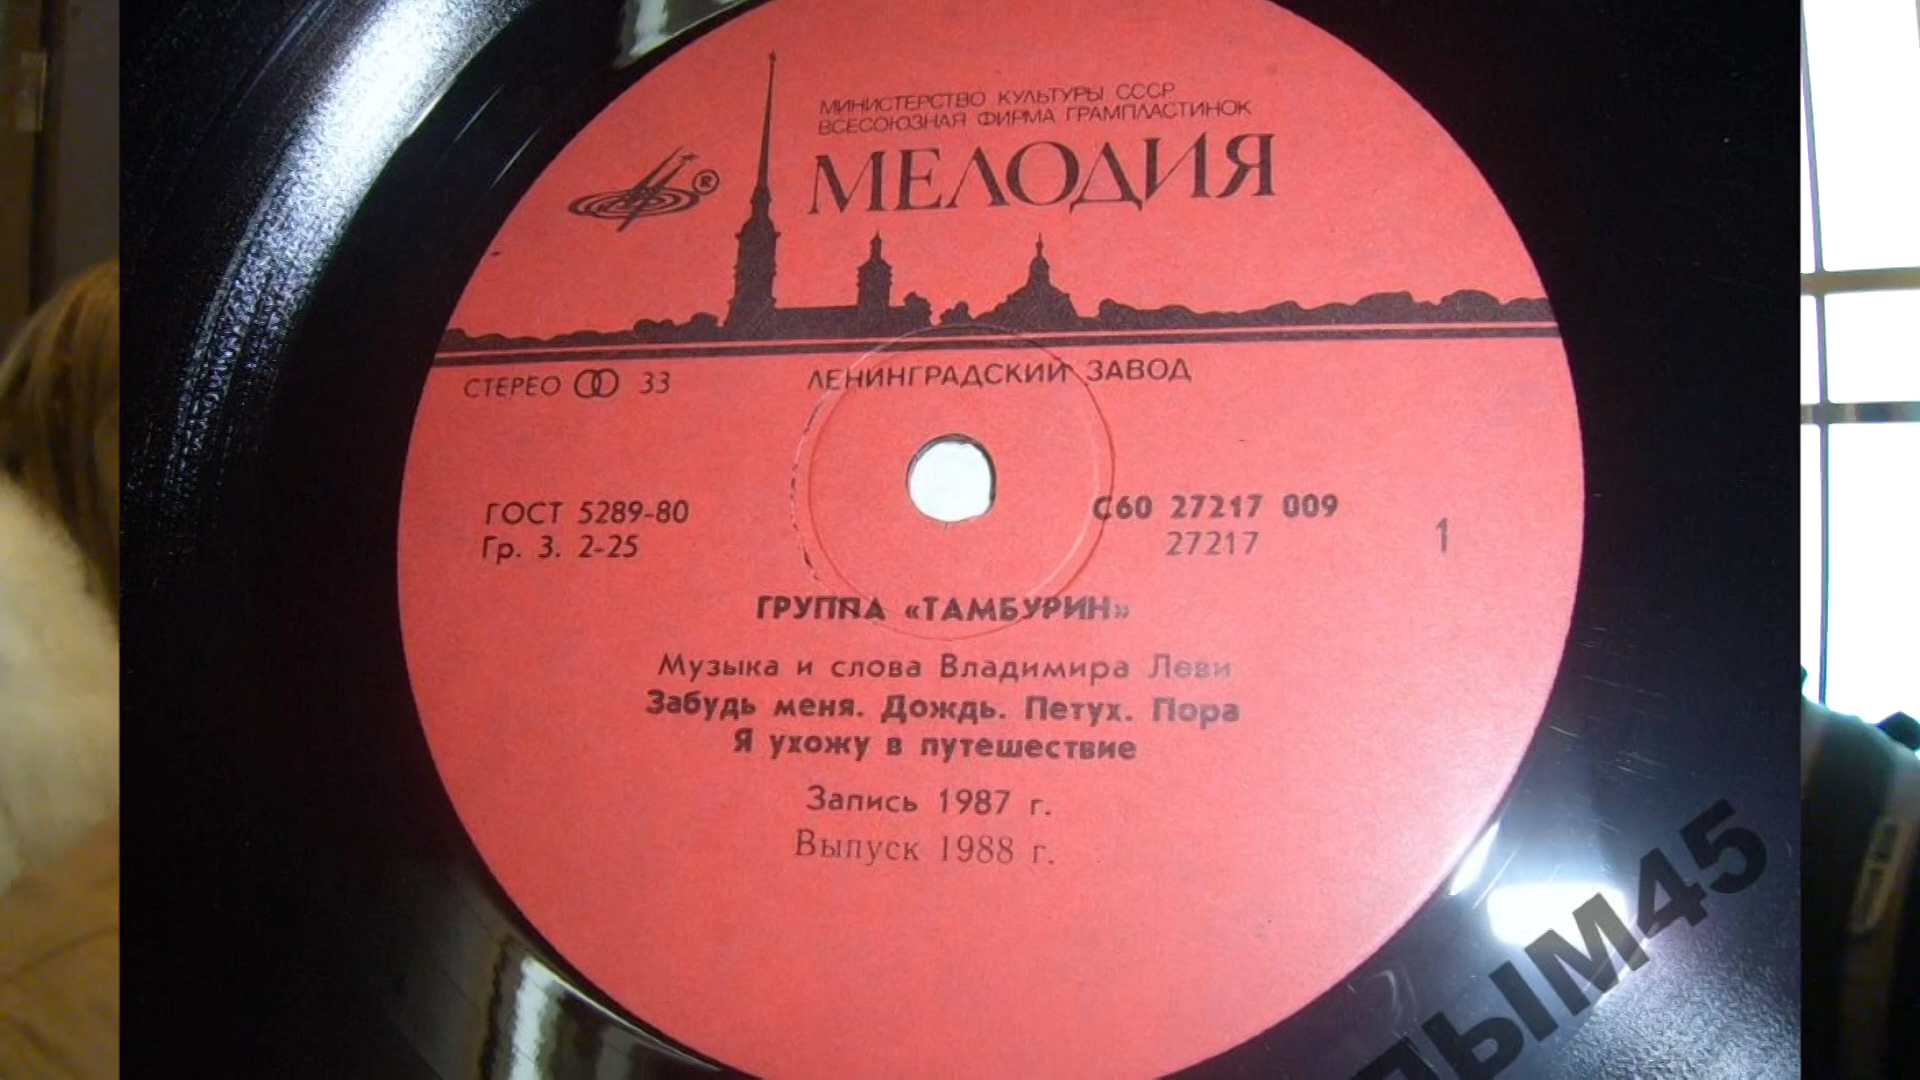 МИНИСТЕРСТВО КУЛЬТУРЫ СССР
ВСЕСОЮЗНАЯ ФИРМА ГРАМПЛАСТИНОК
МЕЛОДИЯ
®
СТЕРЕО 33
ЛЕНИНГРАДСКИЙ ЗАВОД
ГОСТ 5289-80
Гр. 3. 2-25
С60 27217 009
27217
1
ГРУППА «ТАМБУРИН»
Музыка и слова Владимира Леви
Забудь меня. Дождь. Петух. Пора
Я ухожу в путешествие
Запись 1987 г.
Выпуск 1988 г.